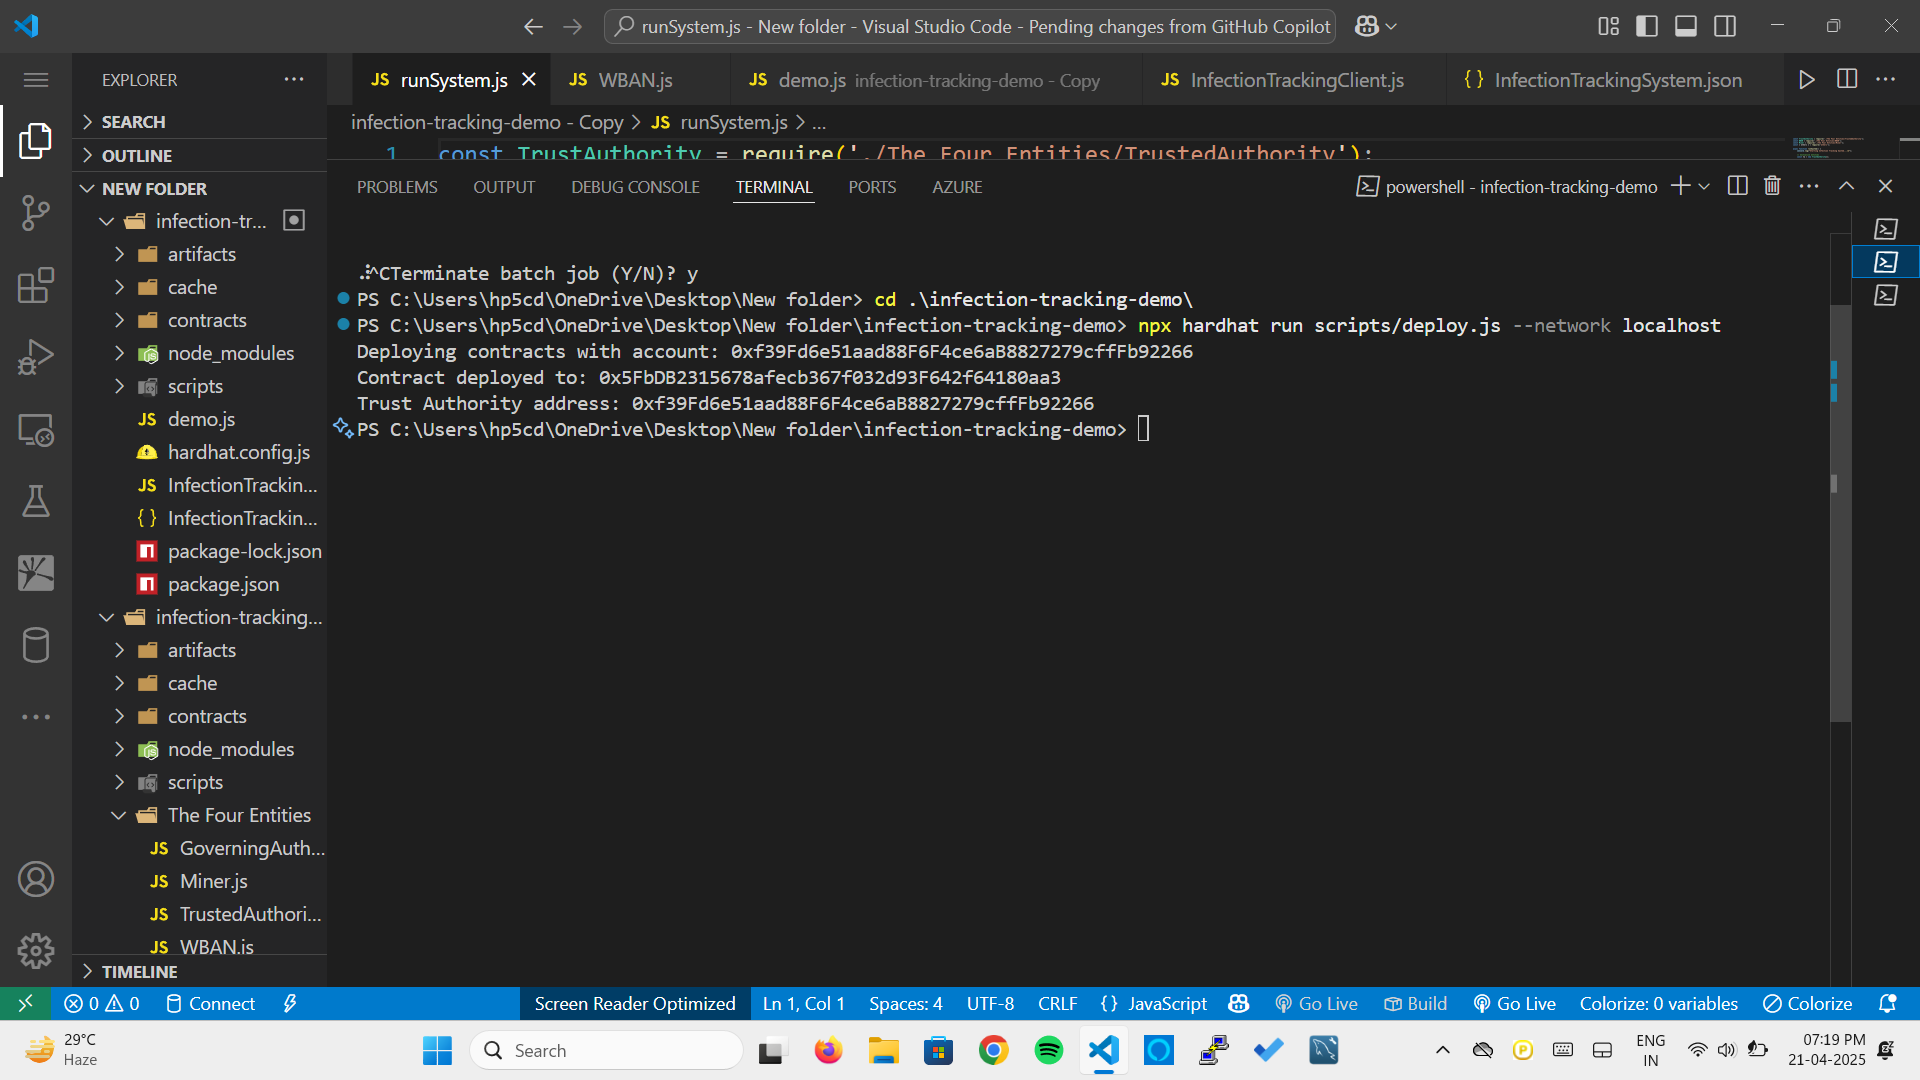 runSystem.js - New folder - Visual Studio Code - Pending changes from GitHub Copilot
EXPLORER
JS runSystem.js
JS WBAN.js
JS demo.js infection-tracking-demo - Copy
JS InfectionTrackingClient.js
{} InfectionTrackingSystem.json
SEARCH
OUTLINE
NEW FOLDER
infection-tr...
artifacts
cache
contracts
node_modules
scripts
JS demo.js
hardhat.config.js
JS InfectionTrackin...
{} InfectionTrackin...
package-lock.json
package.json
infection-tracking...
artifacts
cache
contracts
node_modules
scripts
The Four Entities
JS GoverningAuth...
JS Miner.js
JS TrustedAuthori...
JS WBAN.js
TIMELINE
infection-tracking-demo - Copy > JS runSystem.js > ...
1 const TrustAuthority = require('./The Four Entities/TrustedAuthority');
PROBLEMS OUTPUT DEBUG CONSOLE TERMINAL PORTS AZURE
powershell - infection-tracking-demo
^CTerminate batch job (Y/N)? y
PS C:\Users\hp5cd\OneDrive\Desktop\New folder> cd .\infection-tracking-demo\
PS C:\Users\hp5cd\OneDrive\Desktop\New folder\infection-tracking-demo> npx hardhat run scripts/deploy.js --network localhost
Deploying contracts with account: 0xf39Fd6e51aad88F6F4ce6aB8827279cffFb92266
Contract deployed to: 0x5FbDB2315678afecb367f032d93F642f64180aa3
Trust Authority address: 0xf39Fd6e51aad88F6F4ce6aB8827279cffFb92266
PS C:\Users\hp5cd\OneDrive\Desktop\New folder\infection-tracking-demo>
0 0 Connect
Screen Reader Optimized Ln 1, Col 1 Spaces: 4 UTF-8 CRLF {} JavaScript Go Live Build Go Live Colorize: 0 variables Colorize
29°C
Haze
Search
ENG
IN
07:19 PM
21-04-2025